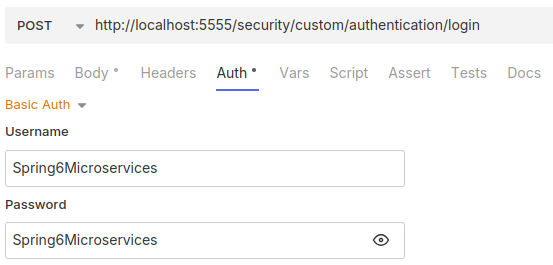 POST http://localhost:5555/security/custom/authentication/login
Params Body Headers Auth Vars Script Assert Tests Docs
Basic Auth
Username
Spring6Microservices
Password
Spring6Microservices